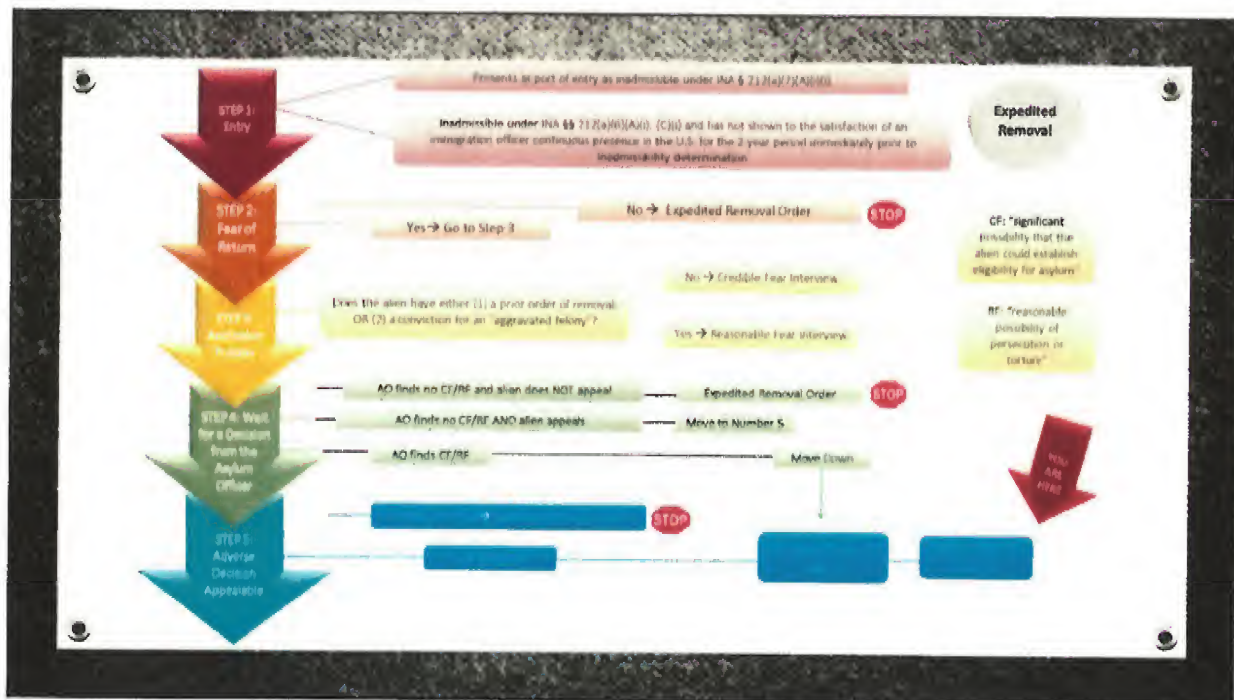 STEP 1:
Entry
Presents at port of entry as inadmissible under INA § 212(a)(7)(A)(i)(I)
Inadmissible under INA §§ 212(a)(6)(A)(i), (C)(i) and has not shown to the satisfaction of an
immigration officer continuous presence in the U.S. for the 2 year period immediately prior to
inadmissibility determination
Expedited
Removal
STEP 2:
Fear of
Return
No → Expedited Removal Order
STOP
Yes → Go to Step 3
CF: "significant
possibility that the
alien could establish
eligibility for asylum"
STEP
Does the alien have either (1) a prior order of removal
OR (2) a conviction for an "aggravated felony"?
No → Credible Fear Interview
Yes → Reasonable Fear Interview
RF: "reasonable
possibility of
persecution or
torture"
STEP 4: Wait
for a Decision
from the
Asylum
Officer
AO finds no CF/RF and alien does NOT appeal
Expedited Removal Order
STOP
AO finds no CF/RF AND alien appeals
Move to Number 5
AO finds CF/RF
Move Down
YOU
ARE
HERE
STEP 5:
Adverse
Decision
Appealable
→
STOP